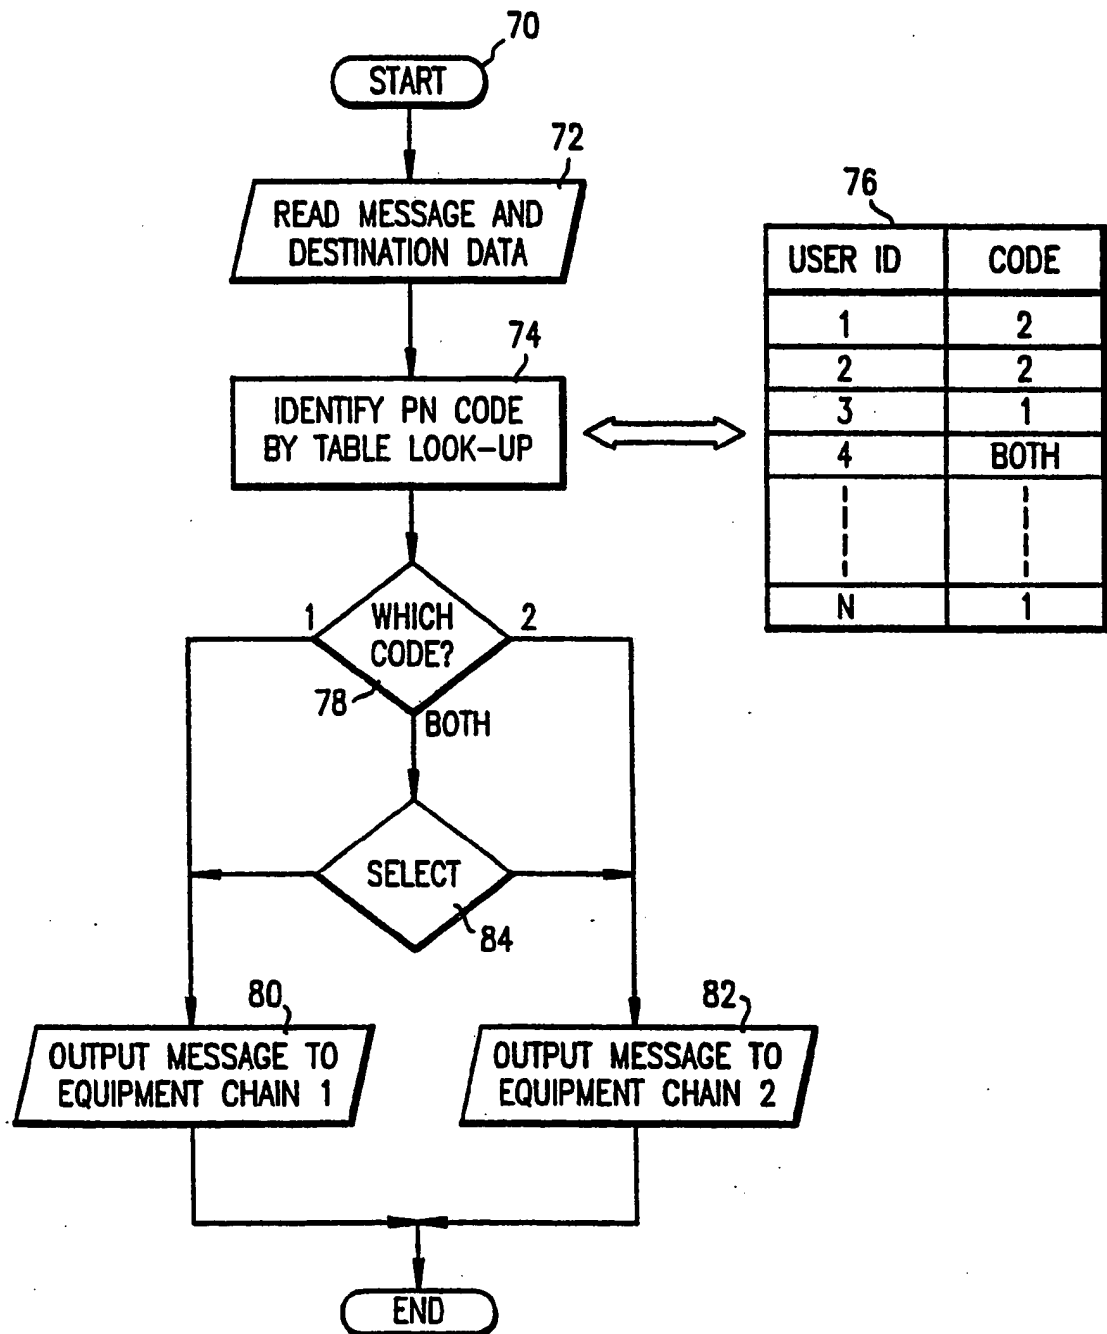 70
START
72
READ MESSAGE AND
DESTINATION DATA
74
IDENTIFY PN CODE
BY TABLE LOOK-UP
76
USER ID CODE
1 2
2 2
3 1
4 BOTH
N 1
1 WHICH 2
CODE?
78
BOTH
SELECT
84
80
OUTPUT MESSAGE TO
EQUIPMENT CHAIN 1
82
OUTPUT MESSAGE TO
EQUIPMENT CHAIN 2
END